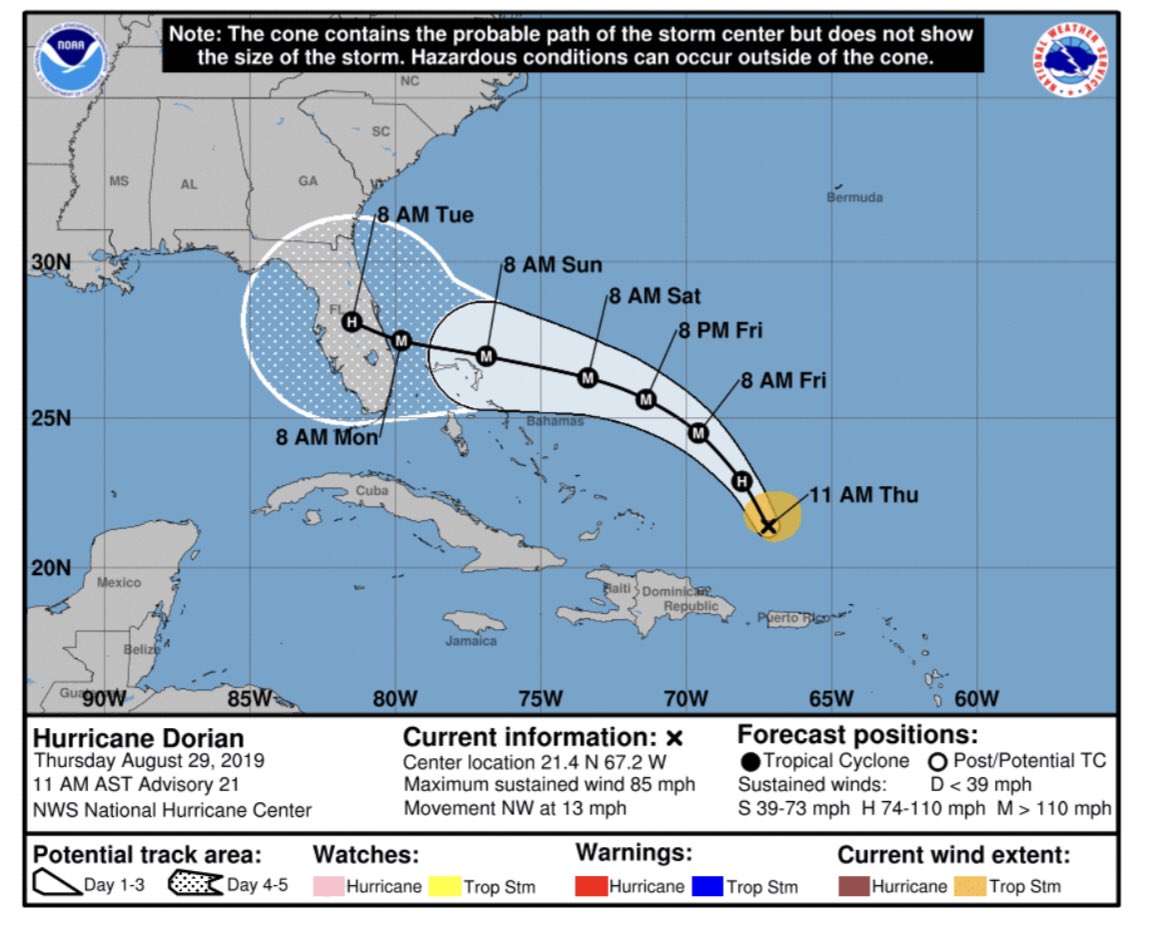 Note: The cone contains the probable path of the storm center but does not show
the size of the storm. Hazardous conditions can occur outside of the cone.
NOAA
NATIONAL WEATHER SERVICE
NC
SC
MS
AL
GA
Bermuda
8 AM Tue
30N
8 AM Sun
8 AM Sat
FL
H
8 PM Fri
M
M
M
M
8 AM Fri
M
25N
Bahamas
8 AM Mon
H
Cuba
11 AM Thu
20N
Mexico
Haiti
Dominican
Republic
Puerto Rico
Jamaica
Belize
Guatemala
90W
85W
80W
75W
70W
65W
60W
Hurricane Dorian
Thursday August 29, 2019
11 AM AST Advisory 21
NWS National Hurricane Center
Current information: ×
Center location 21.4 N 67.2 W
Maximum sustained wind 85 mph
Movement NW at 13 mph
Forecast positions:
● Tropical Cyclone ○ Post/Potential TC
Sustained winds: D < 39 mph
S 39-73 mph H 74-110 mph M > 110 mph
Potential track area:
Day 1-3 Day 4-5
Watches:
Hurricane Trop Stm
Warnings:
Hurricane Trop Stm
Current wind extent:
Hurricane Trop Stm